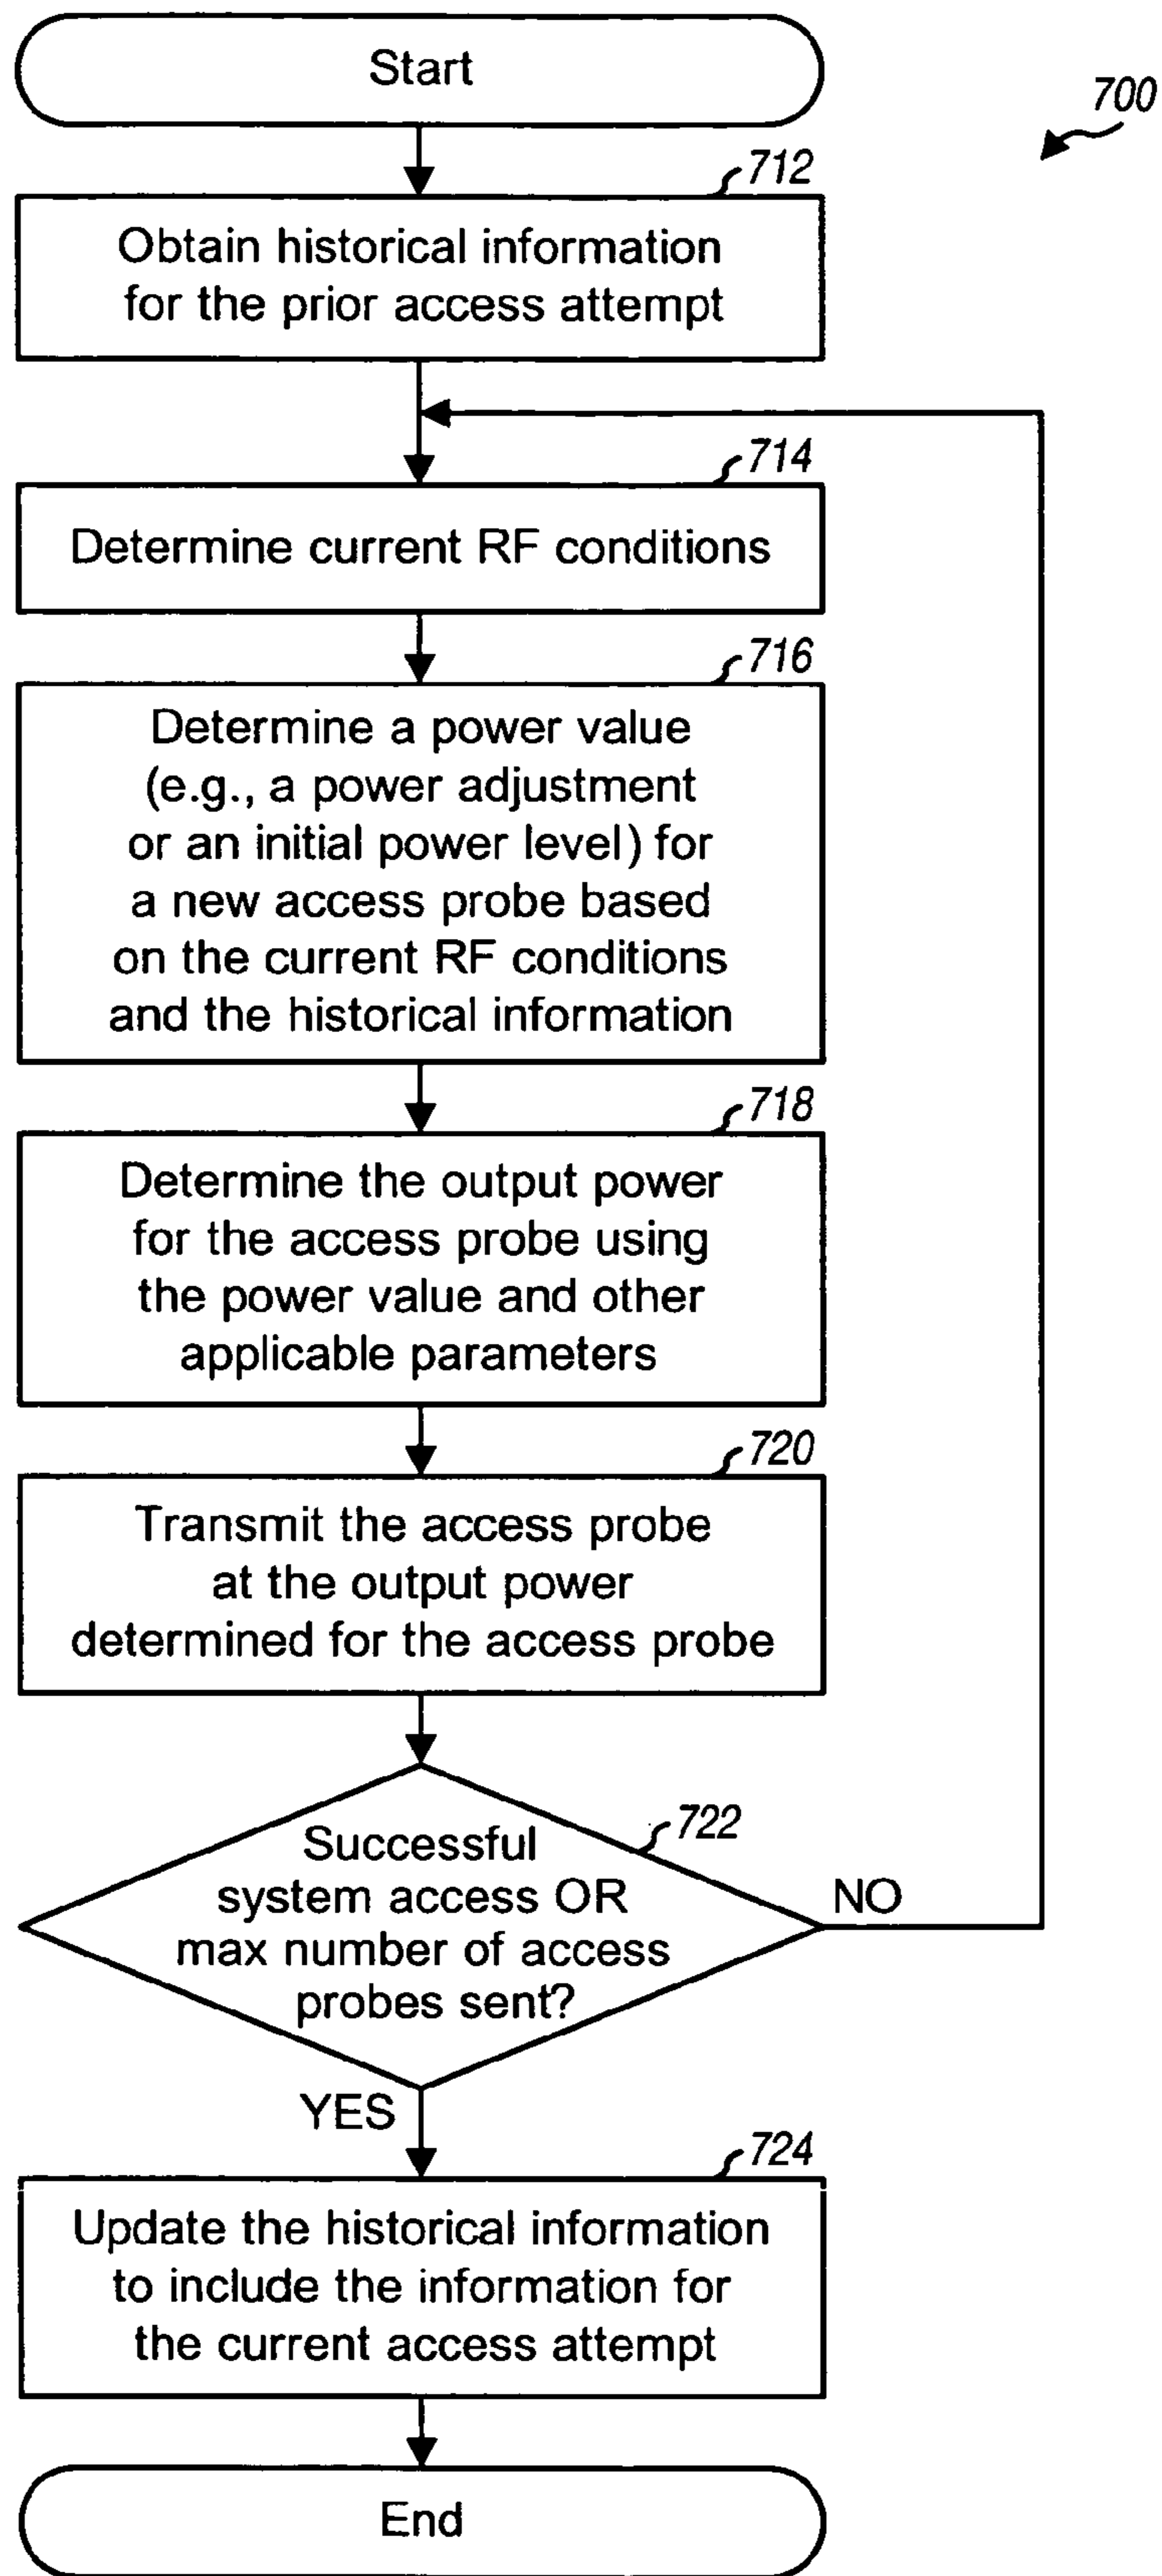 Start
700
712
Obtain historical information
for the prior access attempt
714
Determine current RF conditions
716
Determine a power value
(e.g., a power adjustment
or an initial power level) for
a new access probe based
on the current RF conditions
and the historical information
718
Determine the output power
for the access probe using
the power value and other
applicable parameters
720
Transmit the access probe
at the output power
determined for the access probe
722
Successful
system access OR
max number of access
probes sent?
NO
YES
724
Update the historical information
to include the information for
the current access attempt
End